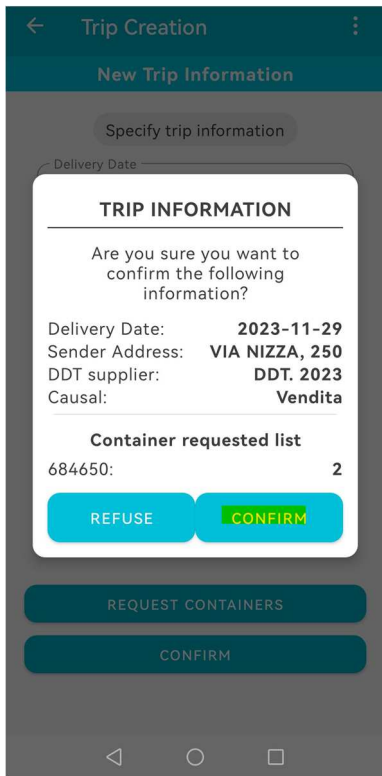 Trip Creation
New Trip Information
Specify trip information
Delivery Date
TRIP INFORMATION
Are you sure you want to
confirm the following
information?
Delivery Date: 2023-11-29
Sender Address: VIA NIZZA, 250
DDT supplier: DDT. 2023
Causal: Vendita
Container requested list
684650: 2
REFUSE CONFIRM
REQUEST CONTAINERS
CONFIRM